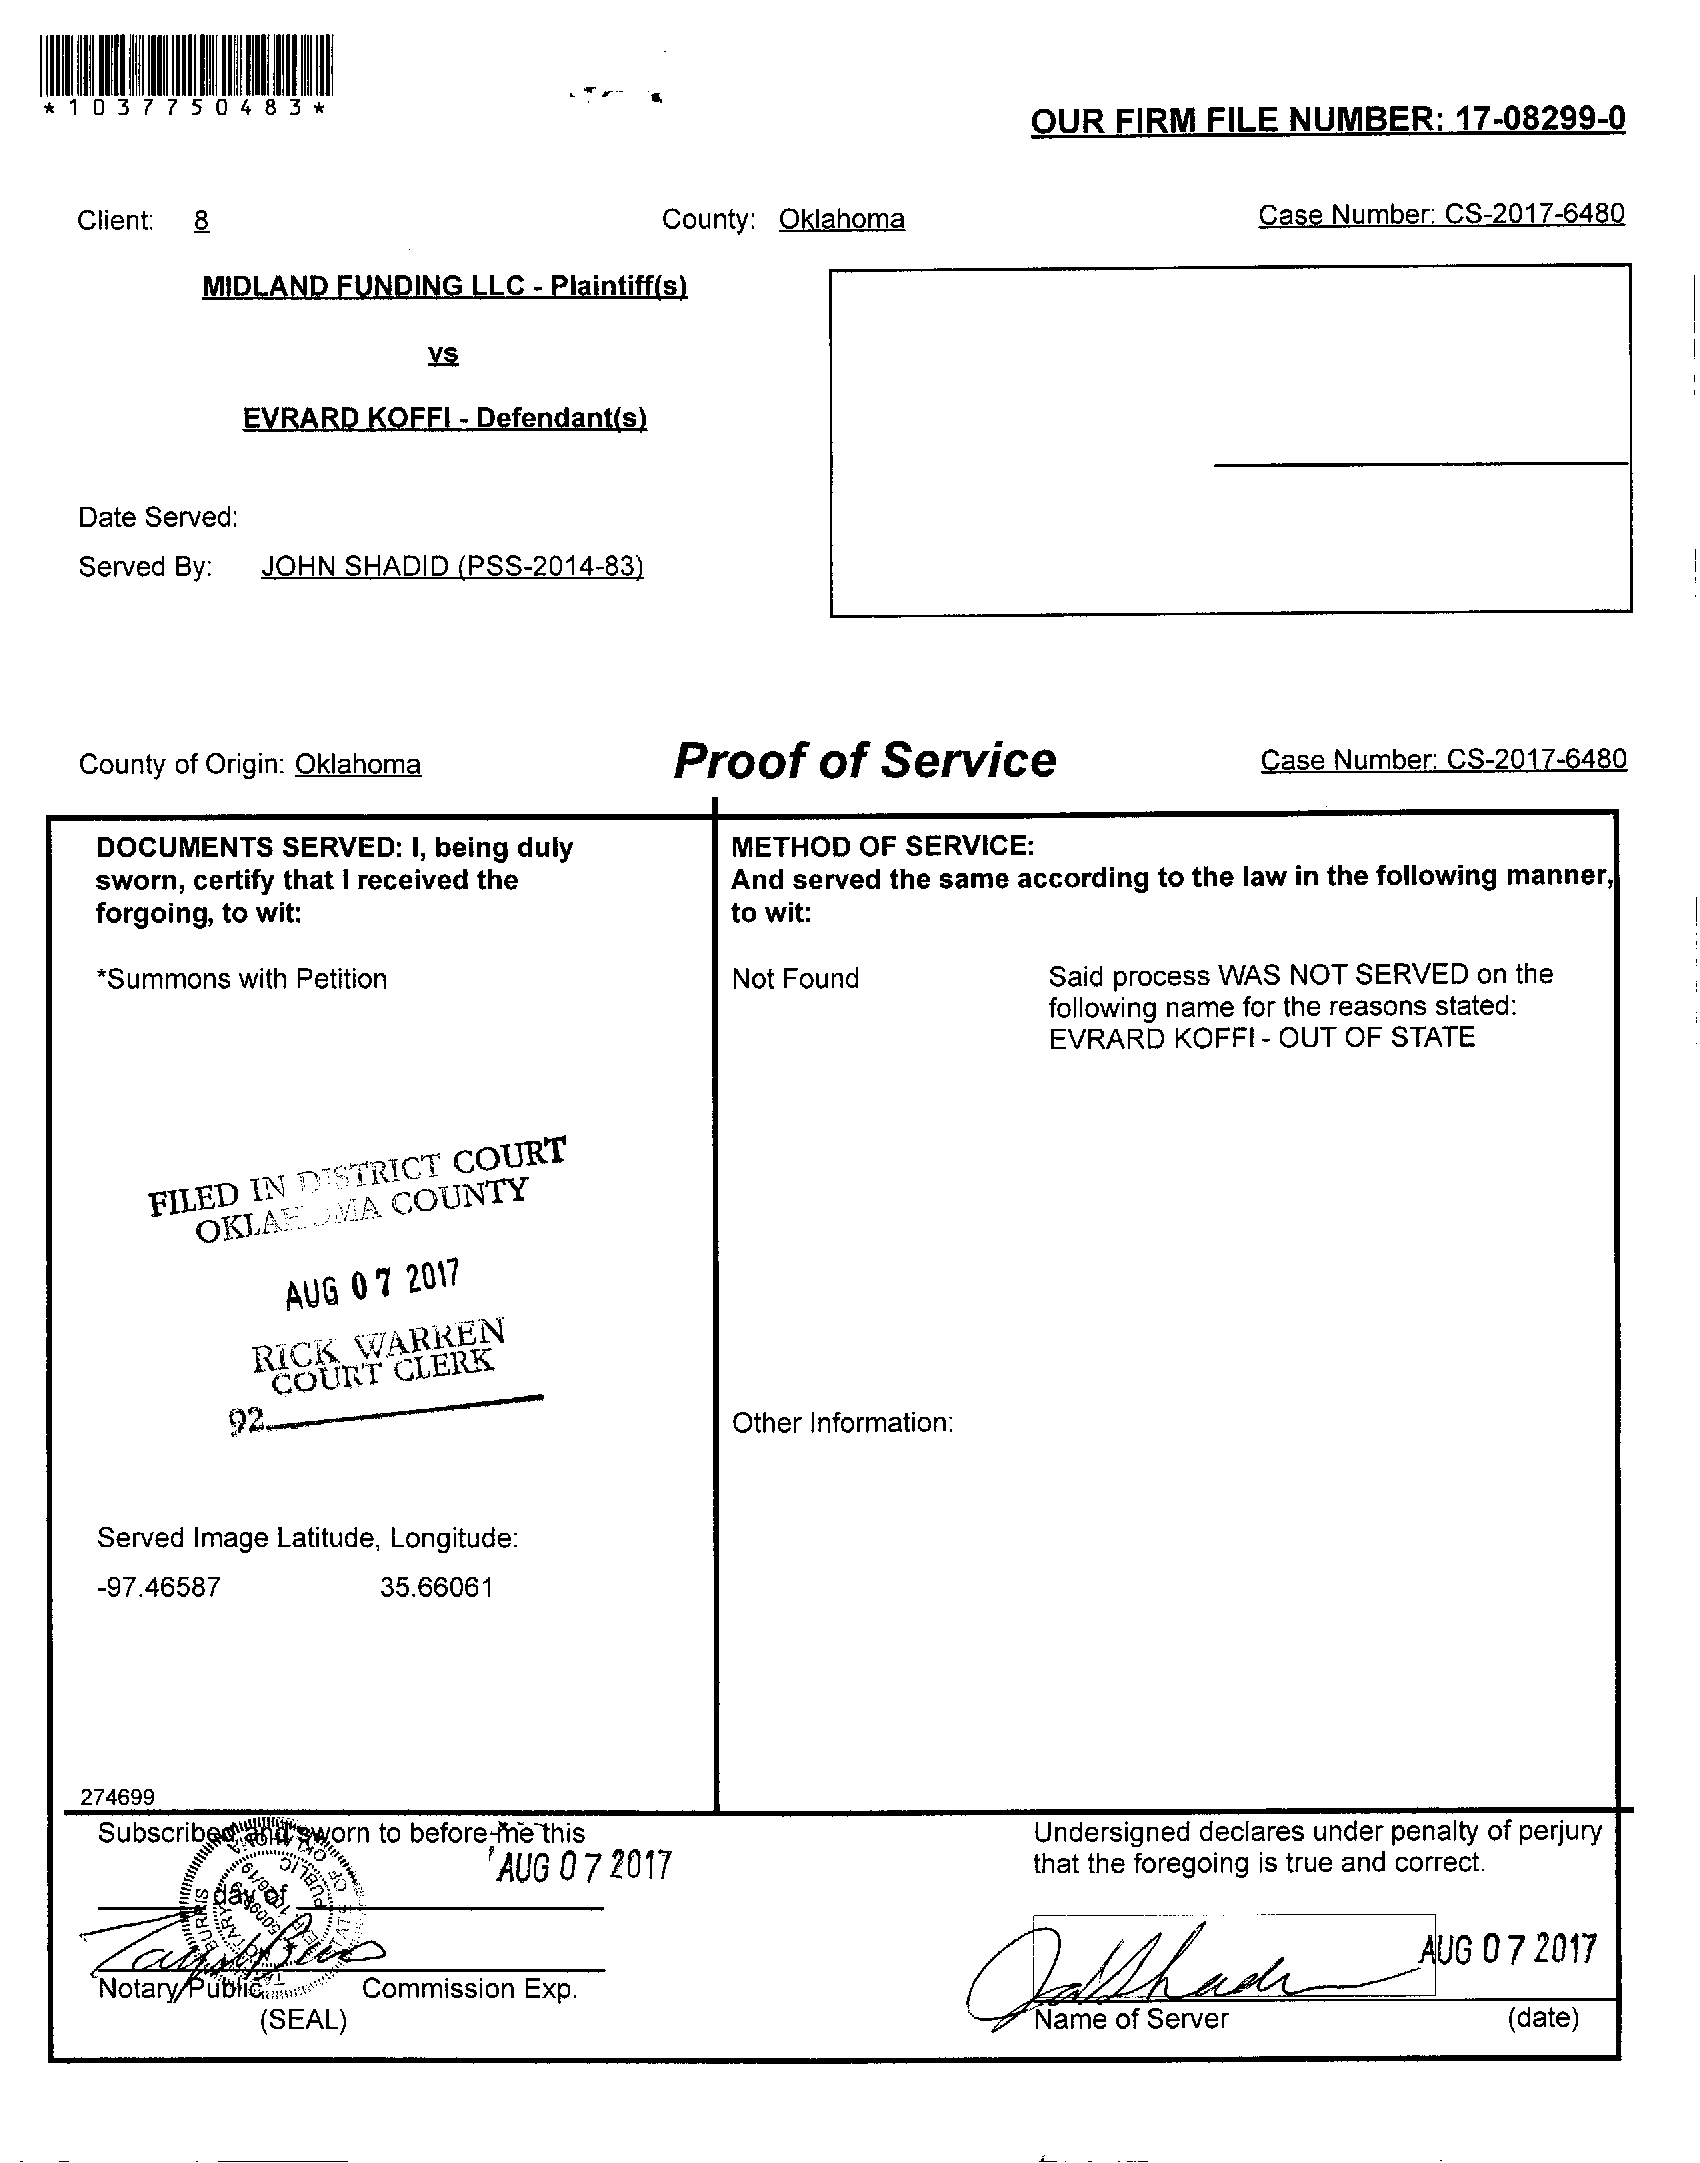 *1037750483*
OUR FIRM FILE NUMBER: 17-08299-0
Client: 8 County: Oklahoma Case Number: CS-2017-6480
MIDLAND FUNDING LLC - Plaintiff(s)
vs
EVRARD KOFFI - Defendant(s)
Date Served:
Served By: JOHN SHADID (PSS-2014-83)
County of Origin: Oklahoma Proof of Service Case Number: CS-2017-6480
DOCUMENTS SERVED: I, being duly
sworn, certify that I received the
forgoing, to wit:
*Summons with Petition
FILED IN DISTRICT COURT
OKLAHOMA COUNTY
AUG 07 2017
RICK WARREN
COURT CLERK
92
Served Image Latitude, Longitude:
-97.46587 35.66061
274699
METHOD OF SERVICE:
And served the same according to the law in the following manner,
to wit:
Not Found
Said process WAS NOT SERVED on the
following name for the reasons stated:
EVRARD KOFFI - OUT OF STATE
Other Information:
Subscribed and sworn to before me this
AUG 07 2017
day of
Notary Public Commission Exp.
(SEAL)
Undersigned declares under penalty of perjury
that the foregoing is true and correct.
AUG 07 2017
Name of Server (date)